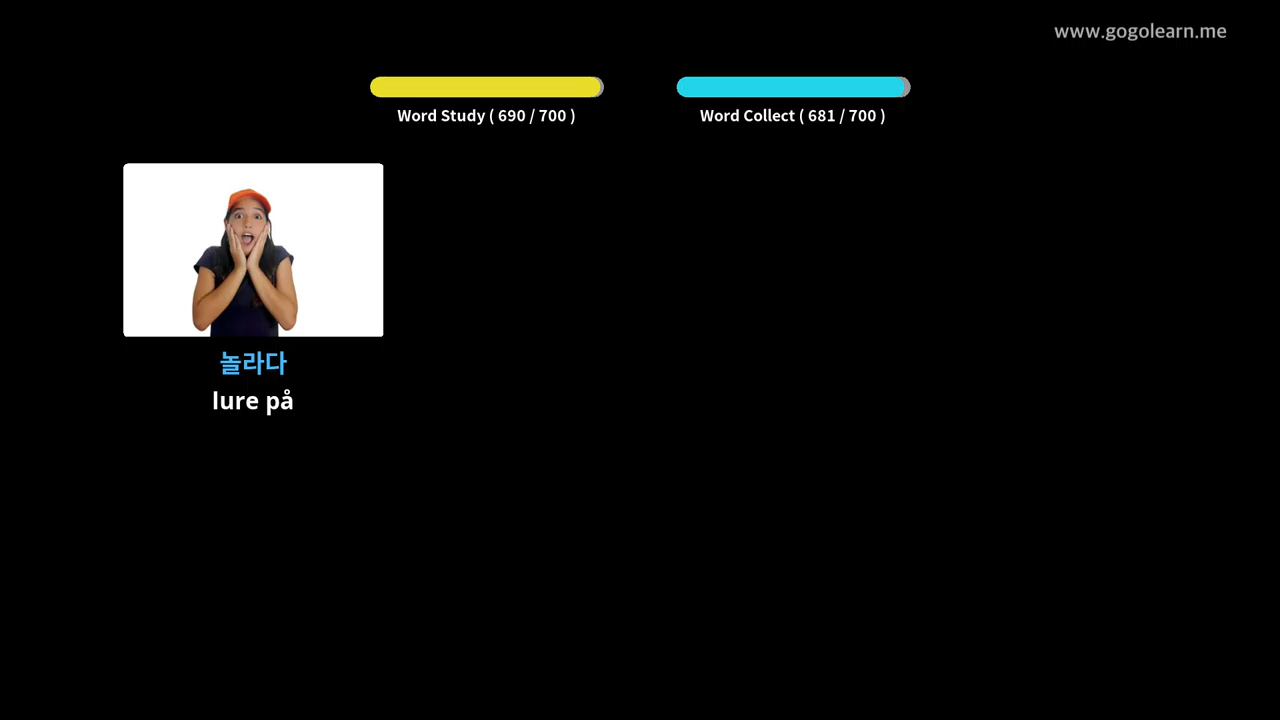 www.gogolearn.me
Word Study ( 690 / 700 )
Word Collect ( 681 / 700 )
놀라다
lure på